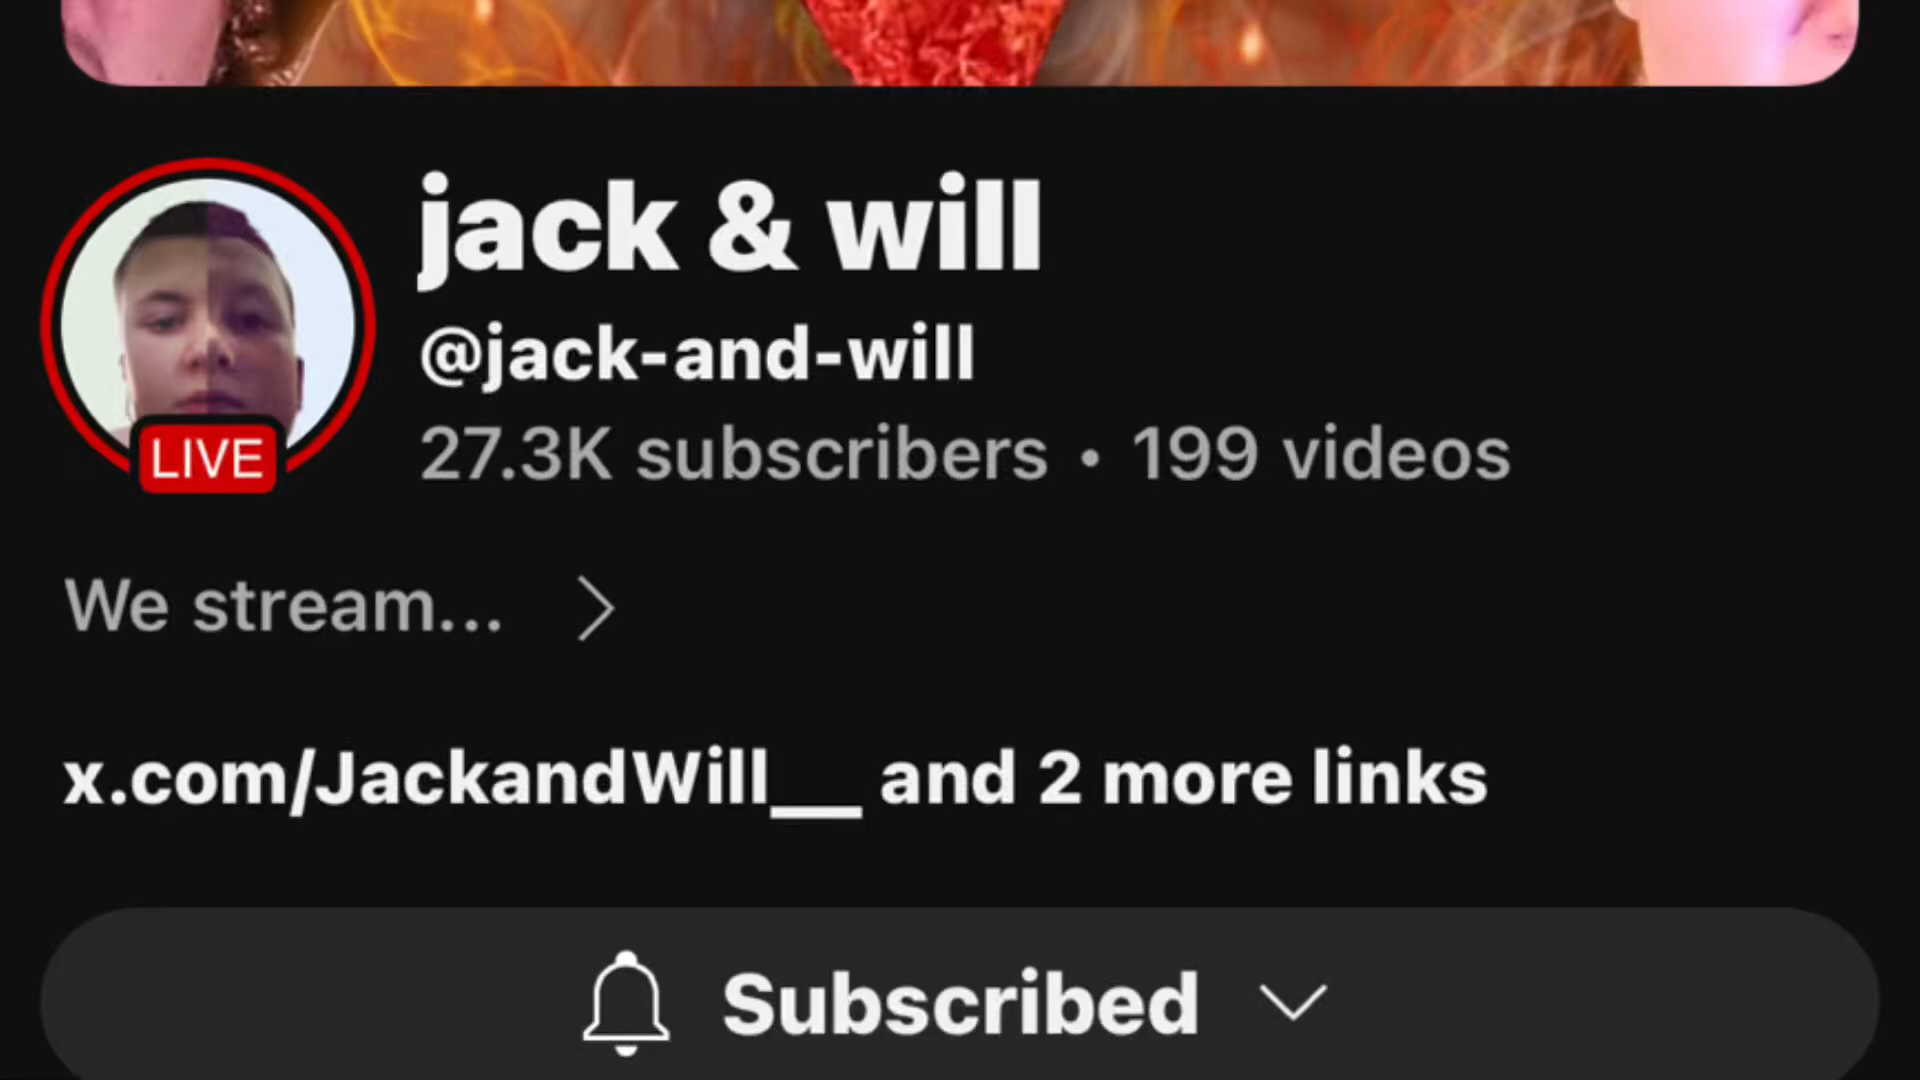 jack & will
@jack-and-will
27.3K subscribers • 199 videos
LIVE
We stream...
x.com/JackandWill__ and 2 more links
Subscribed